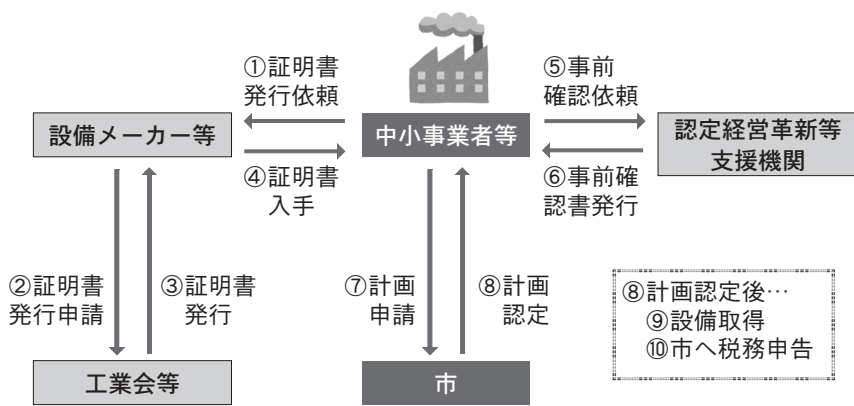 ①証明書
発行依頼
⑤事前
確認依頼
設備メーカー等
中小事業者等
認定経営革新等
支援機関
④証明書
入手
⑥事前確
認書発行
②証明書
発行申請
③証明書
発行
⑦計画
申請
⑧計画
認定
⑧計画認定後…
⑨設備取得
⑩市へ税務申告
工業会等
市